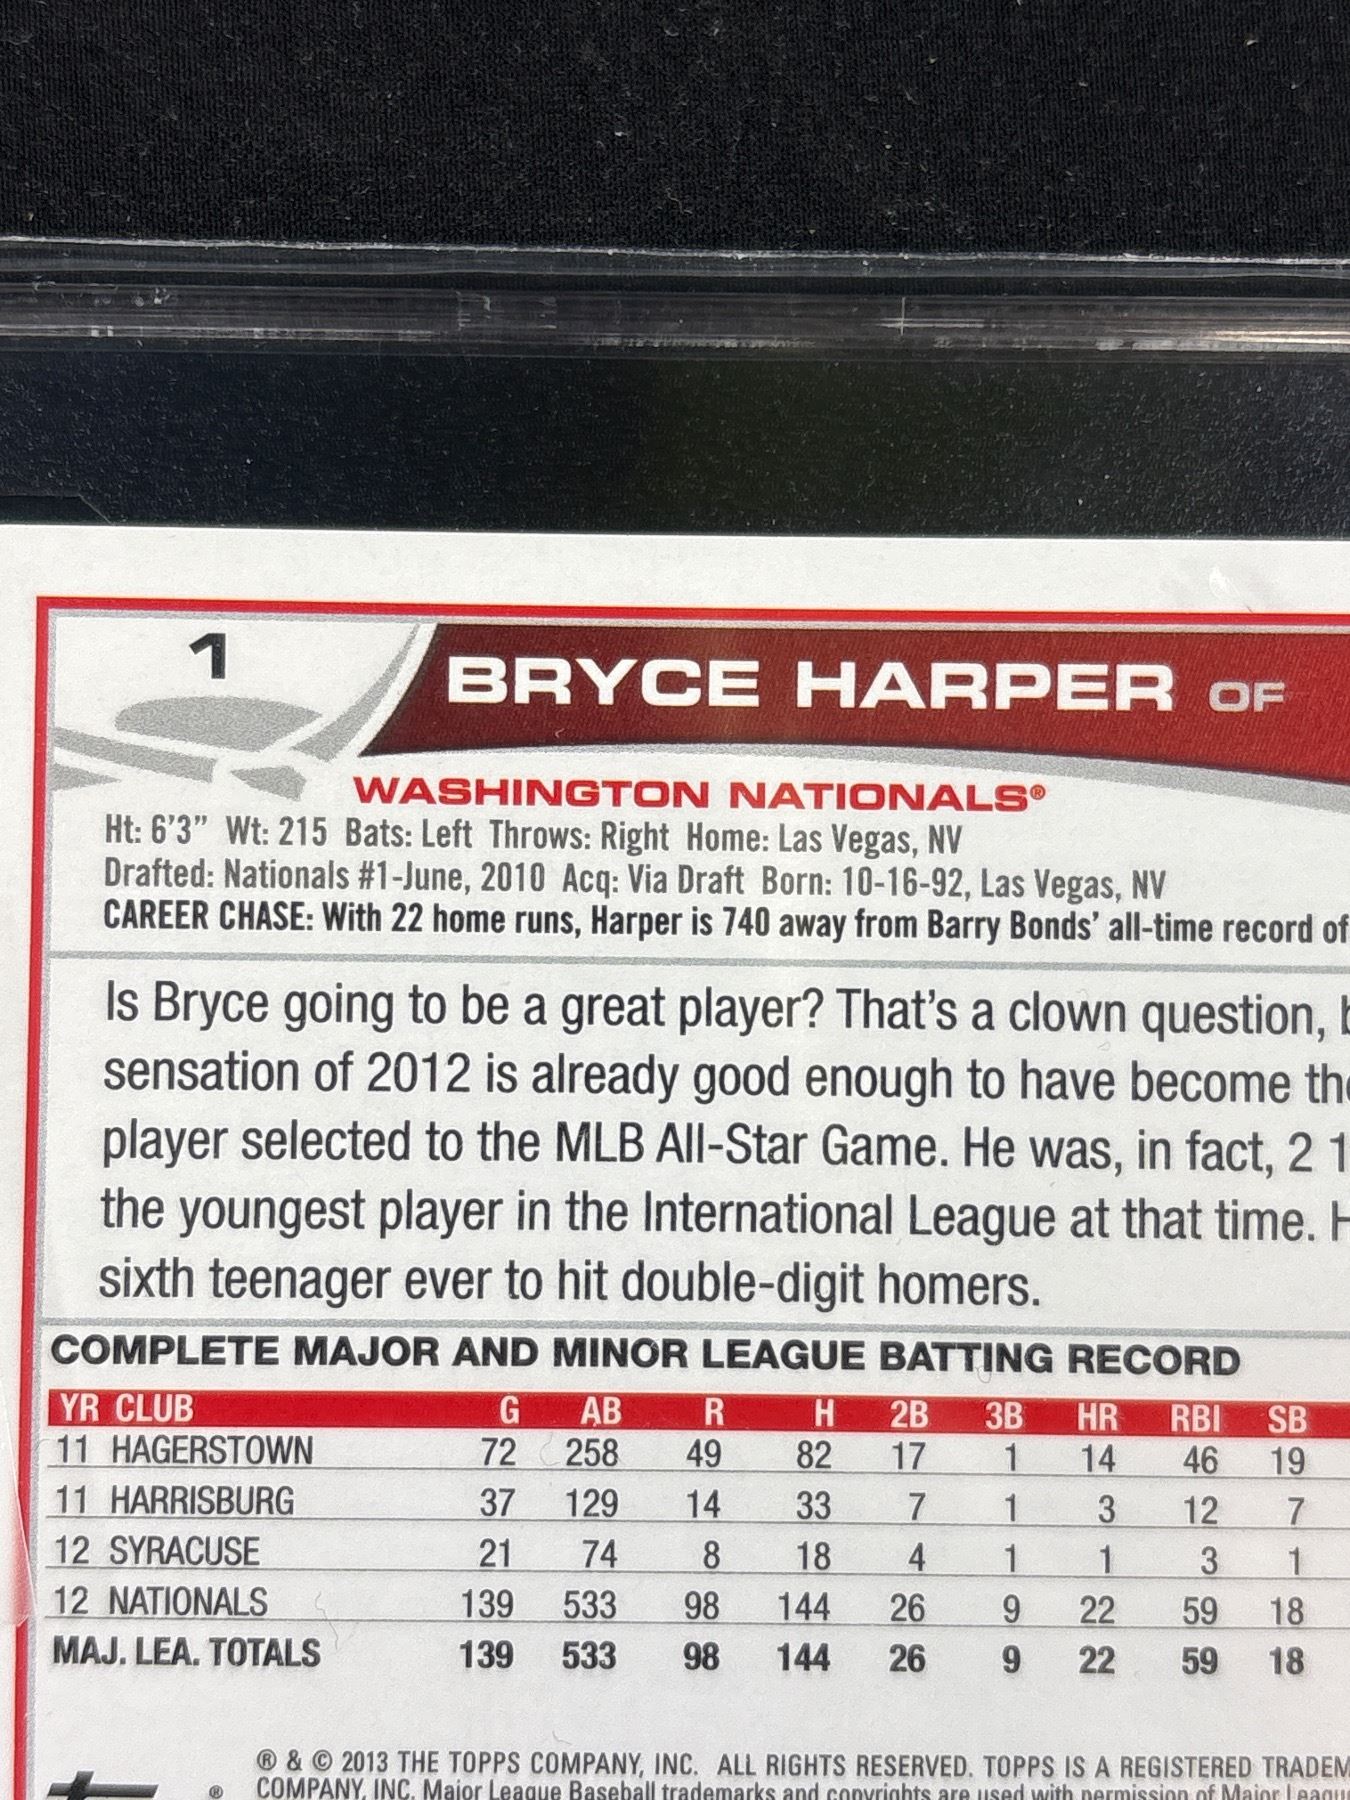 1
BRYCE HARPER OF
WASHINGTON NATIONALS®
Ht: 6'3" Wt: 215 Bats: Left Throws: Right Home: Las Vegas, NV
Drafted: Nationals #1-June, 2010 Acq: Via Draft Born: 10-16-92, Las Vegas, NV
CAREER CHASE: With 22 home runs, Harper is 740 away from Barry Bonds' all-time record of
Is Bryce going to be a great player? That's a clown question,
sensation of 2012 is already good enough to have become
player selected to the MLB All-Star Game. He was, in fact, 2
the youngest player in the International League at that time.
sixth teenager ever to hit double-digit homers.
COMPLETE MAJOR AND MINOR LEAGUE BATTING RECORD
YR CLUB G AB R H 2B 3B HR RBI SB
11 HAGERSTOWN 72 258 49 82 17 1 14 46 19
11 HARRISBURG 37 129 14 33 7 1 3 12 7
12 SYRACUSE 21 74 8 18 4 1 1 3 1
12 NATIONALS 139 533 98 144 26 9 22 59 18
MAJ. LEA. TOTALS 139 533 98 144 26 9 22 59 18
® & © 2013 THE TOPPS COMPANY, INC. ALL RIGHTS RESERVED. TOPPS IS A REGISTERED
® COMPANY, INC. Major League Baseball trademarks and copyrights are used with permission of Major